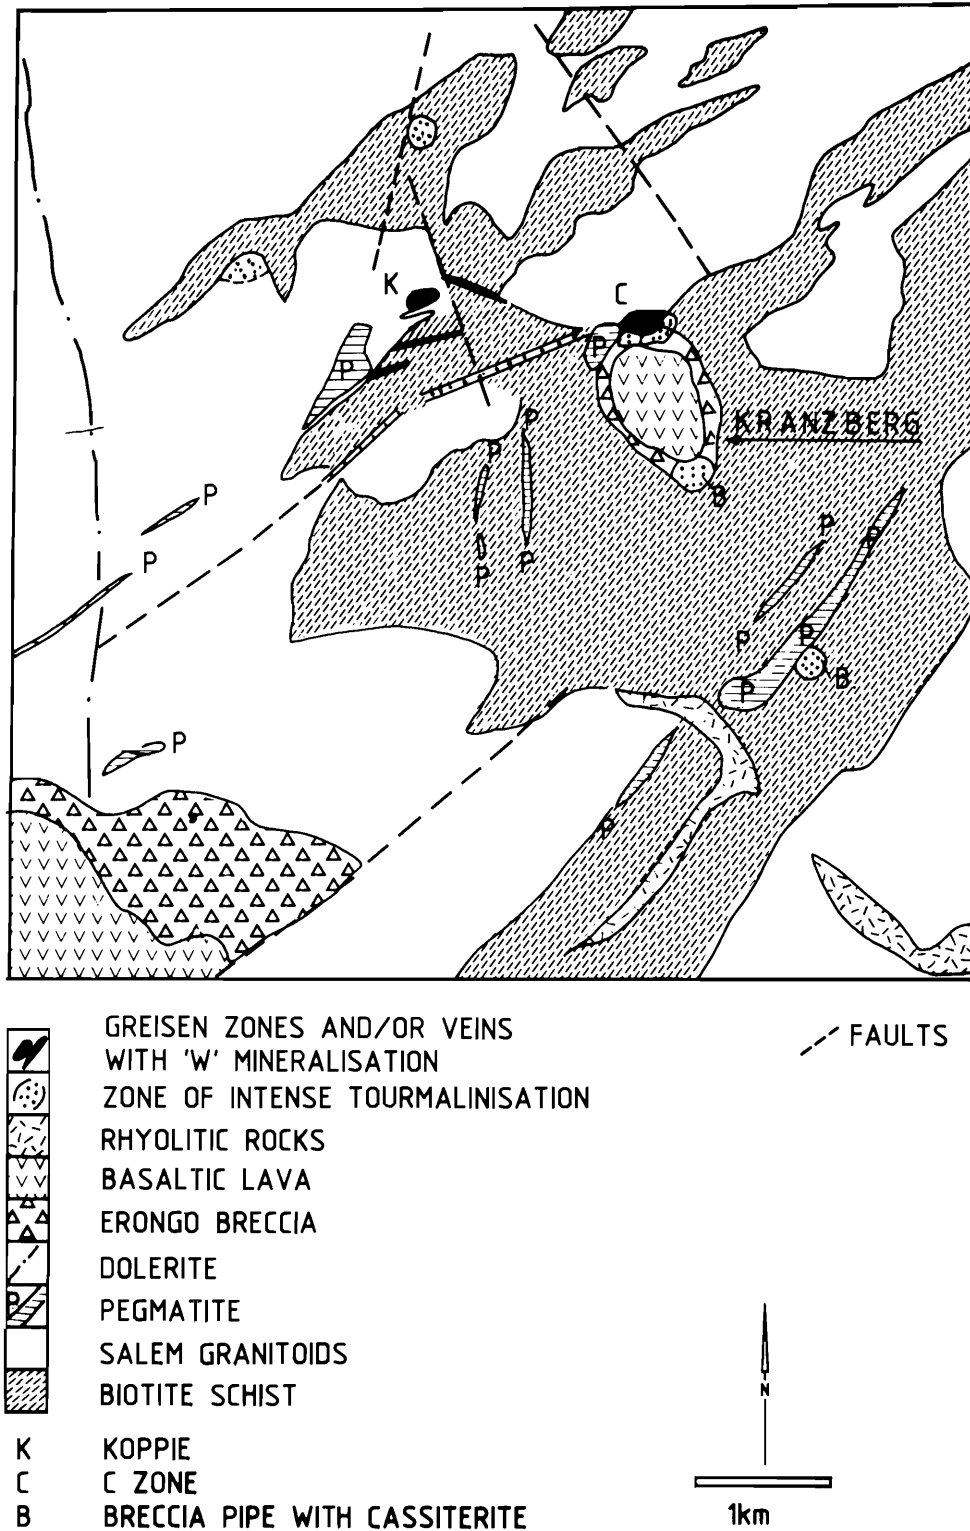 K
C
P
P
KRANZBERG
P
P
B
P
P
P
P
P
P
P
P
P
B
P
P
P
GREISEN ZONES AND/OR VEINS
WITH 'W' MINERALISATION
FAULTS
ZONE OF INTENSE TOURMALINISATION
RHYOLITIC ROCKS
BASALTIC LAVA
ERONGO BRECCIA
DOLERITE
P PEGMATITE
SALEM GRANITOIDS
BIOTITE SCHIST
N
K KOPPIE
C C ZONE
B BRECCIA PIPE WITH CASSITERITE
1km